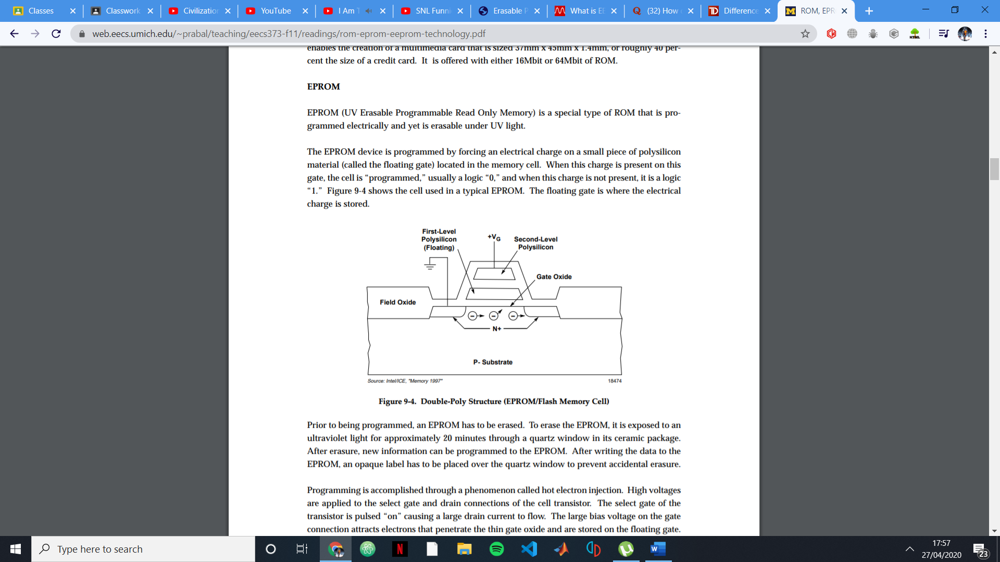 Classes
Classwork
Civilization
YouTube
I Am
SNL Funni
Erasable P
What is E
(32) How
Difference
ROM, EPR
web.eecs.umich.edu/~prabal/teaching/eecs373-f11/readings/rom-eprom-eeprom-technology.pdf
HTML
enables the creation of a multimedia card that is sized 37mm x 45mm x 1.4mm, or roughly 40 per-
cent the size of a credit card. It is offered with either 16Mbit or 64Mbit of ROM.
EPROM
EPROM (UV Erasable Programmable Read Only Memory) is a special type of ROM that is pro-
grammed electrically and yet is erasable under UV light.
The EPROM device is programmed by forcing an electrical charge on a small piece of polysilicon
material (called the floating gate) located in the memory cell. When this charge is present on this
gate, the cell is “programmed,” usually a logic “0,” and when this charge is not present, it is a logic
“1.” Figure 9-4 shows the cell used in a typical EPROM. The floating gate is where the electrical
charge is stored.
First-Level
Polysilicon
(Floating)
+VG
Second-Level
Polysilicon
Gate Oxide
Field Oxide
N+
P- Substrate
Source: Intel/ICE, "Memory 1997"
18474
Figure 9-4. Double-Poly Structure (EPROM/Flash Memory Cell)
Prior to being programmed, an EPROM has to be erased. To erase the EPROM, it is exposed to an
ultraviolet light for approximately 20 minutes through a quartz window in its ceramic package.
After erasure, new information can be programmed to the EPROM. After writing the data to the
EPROM, an opaque label has to be placed over the quartz window to prevent accidental erasure.
Programming is accomplished through a phenomenon called hot electron injection. High voltages
are applied to the select gate and drain connections of the cell transistor. The select gate of the
transistor is pulsed “on” causing a large drain current to flow. The large bias voltage on the gate
connection attracts electrons that penetrate the thin gate oxide and are stored on the floating gate.
Type here to search
17:57
27/04/2020
23